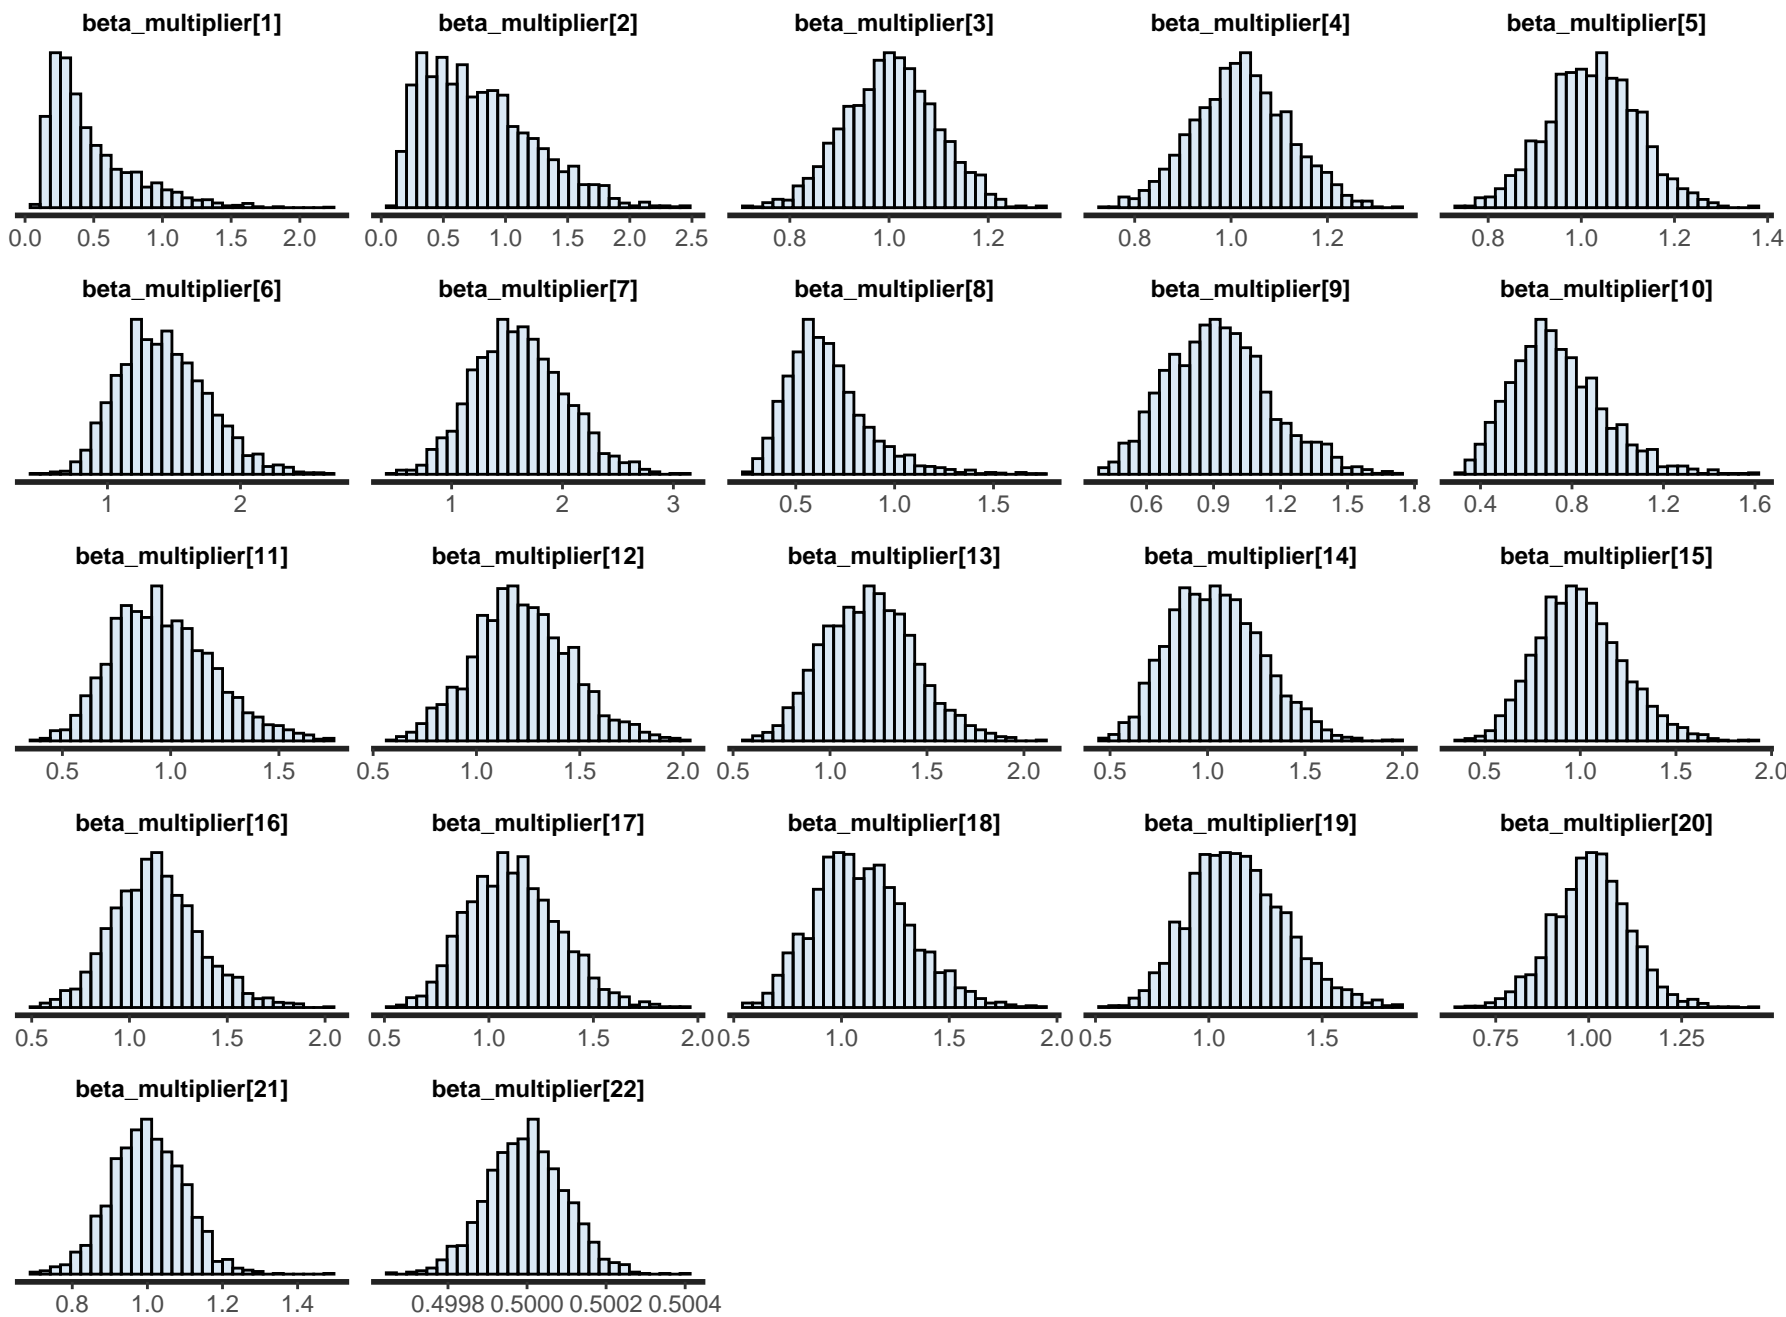 beta_multiplier[1] beta_multiplier[2] beta_multiplier[3] beta_multiplier[4] beta_multiplier[5]
0.0 0.5 1.0 1.5 2.0 0.0 0.5 1.0 1.5 2.0 2.5 0.8 1.0 1.2 0.8 1.0 1.2 0.8 1.0 1.2 1.4
beta_multiplier[6] beta_multiplier[7] beta_multiplier[8] beta_multiplier[9] beta_multiplier[10]
1 2 1 2 3 0.5 1.0 1.5 0.6 0.9 1.2 1.5 1.8 0.4 0.8 1.2 1.6
beta_multiplier[11] beta_multiplier[12] beta_multiplier[13] beta_multiplier[14] beta_multiplier[15]
0.5 1.0 1.5 0.5 1.0 1.5 2.0 0.5 1.0 1.5 2.0 0.5 1.0 1.5 2.0 0.5 1.0 1.5 2.0
beta_multiplier[16] beta_multiplier[17] beta_multiplier[18] beta_multiplier[19] beta_multiplier[20]
0.5 1.0 1.5 2.0 0.5 1.0 1.5 2.0 0.5 1.0 1.5 2.0 0.5 1.0 1.5 0.75 1.00 1.25
beta_multiplier[21] beta_multiplier[22]
0.8 1.0 1.2 1.4 0.4998 0.5000 0.5002 0.5004